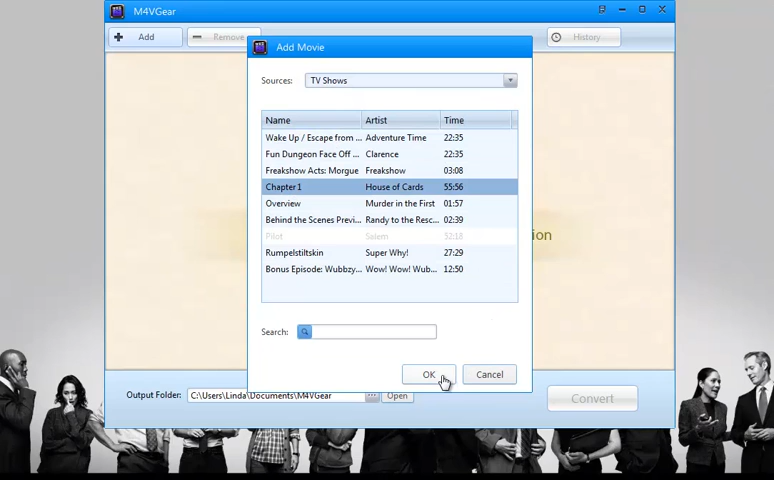 M4VGear
Add
Remove
History
Add Movie
Sources: TV Shows
Name Artist Time
Wake Up / Escape from ... Adventure Time 22:35
Fun Dungeon Face Off ... Clarence 22:35
Freakshow Acts: Morgue Freakshow 03:08
Chapter 1 House of Cards 55:56
Overview Murder in the First 01:57
Behind the Scenes Previ... Randy to the Resc... 02:39
Pilot Salem 52:18
Rumpelstiltskin Super Why! 27:29
Bonus Episode: Wubbzy... Wow! Wow! Wub... 12:50
ion
Search:
OK Cancel
Output Folder: C:\Users\Linda\Documents\M4VGear ... Open
Convert